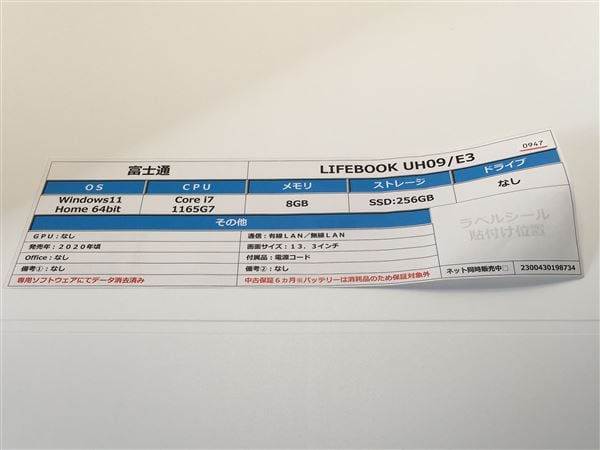 0947
富士通 LIFEBOOK UH09/E3
OS CPU メモリ ストレージ ドライブ
Windows11 Home 64bit Core i7 1165G7 8GB SSD:256GB なし
その他
GPU：なし 通信：有線LAN／無線LAN
発売年：2020年頃 画面サイズ：13.3インチ
Office：なし 付属品：電源コード
備考①：なし 備考②：なし
専用ソフトウェアにてデータ消去済み 中古保証6ヵ月※バッテリーは消耗品のため保証対象外
ラベルシール
貼付け位置
ネット同時販売中□ 2300430198734